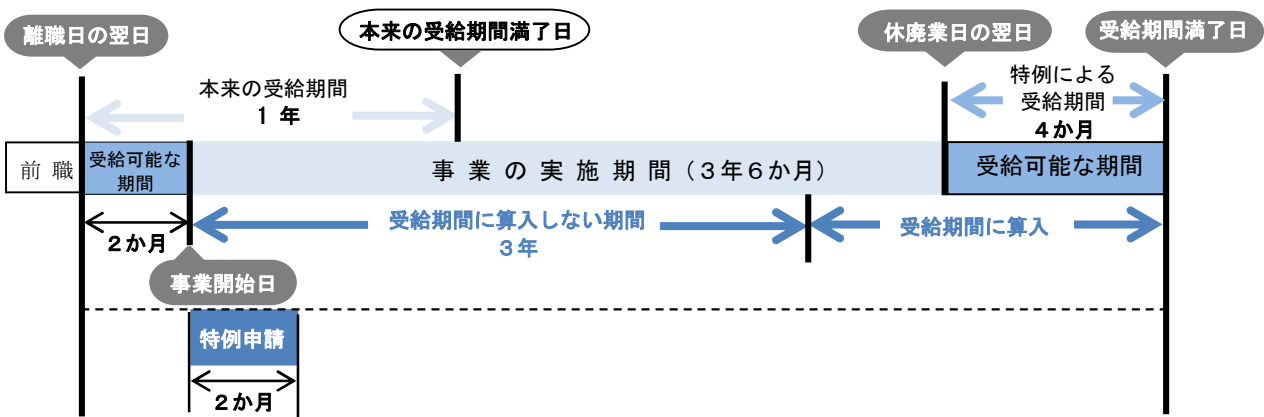 離職日の翌日
本来の受給期間満了日
休廃業日の翌日
受給期間満了日
本来の受給期間
１ 年
特例による
受給期間
４か月
前 職
受給可能な
期間
事 業 の 実 施 期 間（３年６か月）
受給可能な期間
２か月
受給期間に算入しない期間
３年
受給期間に算入
事業開始日
特例申請
２か月